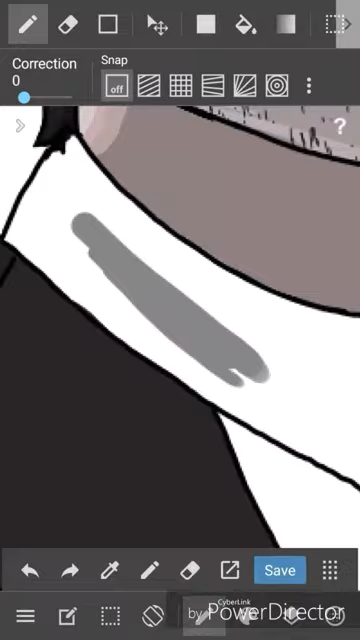 Correction
0
Snap
off
?
Save
by CyberLink
PowerDirector